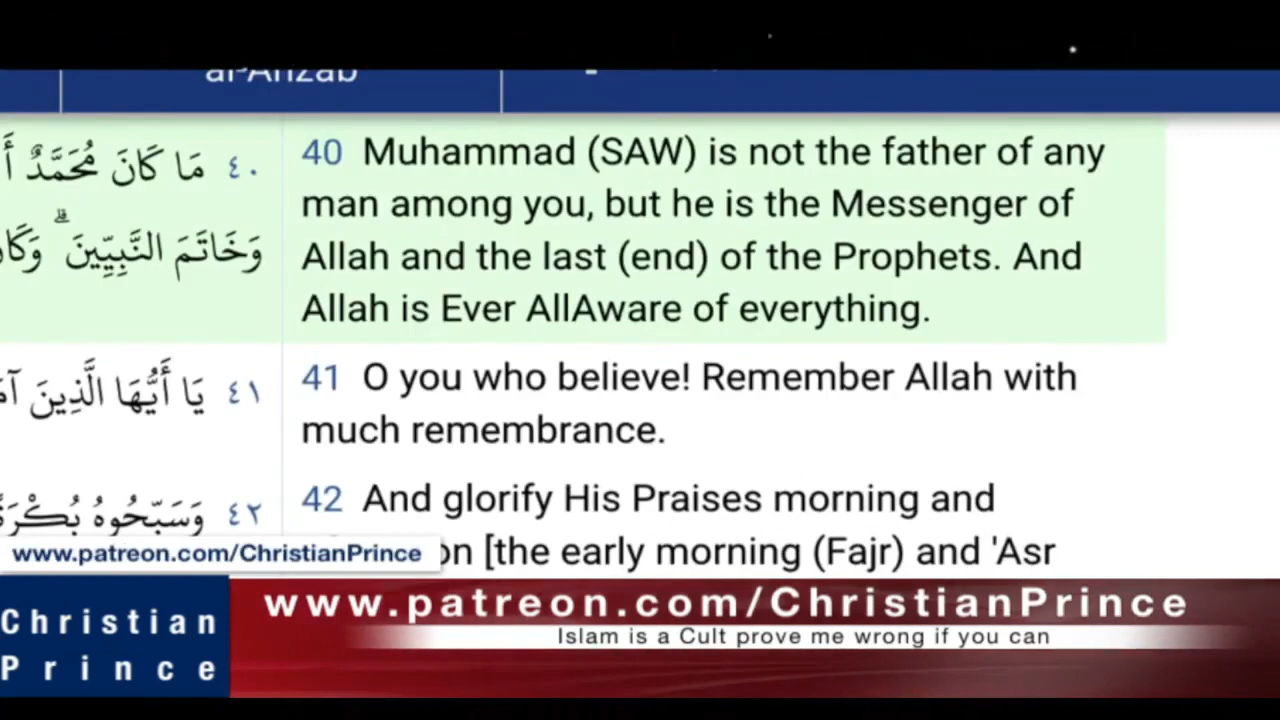 al-Ahzab
٤٠ مَا كَانَ مُحَمَّدٌ
وَخَاتَمَ النَّبِيِّينَ ۗ
40 Muhammad (SAW) is not the father of any
man among you, but he is the Messenger of
Allah and the last (end) of the Prophets. And
Allah is Ever AllAware of everything.
٤١ يَا أَيُّهَا الَّذِينَ
41 O you who believe! Remember Allah with
much remembrance.
٤٢ وَسَبِّحُوهُ
42 And glorify His Praises morning and
on [the early morning (Fajr) and 'Asr
www.patreon.com/ChristianPrince
Christian
Prince
www.patreon.com/ChristianPrince
Islam is a Cult prove me wrong if you can